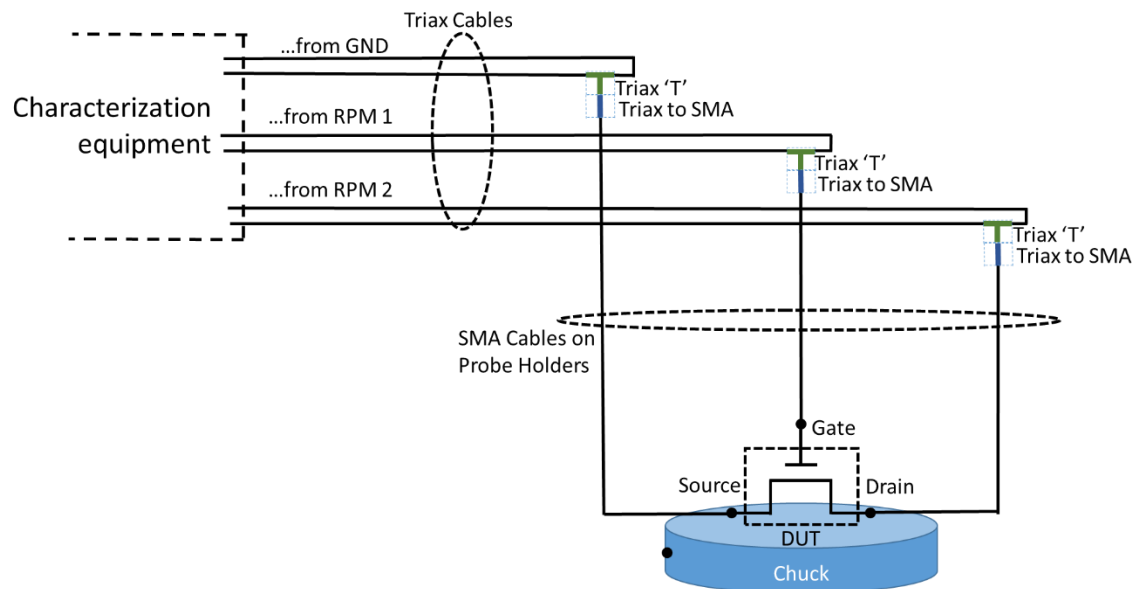 Triax Cables
...from GND
Triax ‘T’
Triax to SMA
Characterization
equipment
...from RPM 1
Triax ‘T’
Triax to SMA
...from RPM 2
Triax ‘T’
Triax to SMA
SMA Cables on
Probe Holders
Gate
Source
Drain
DUT
Chuck